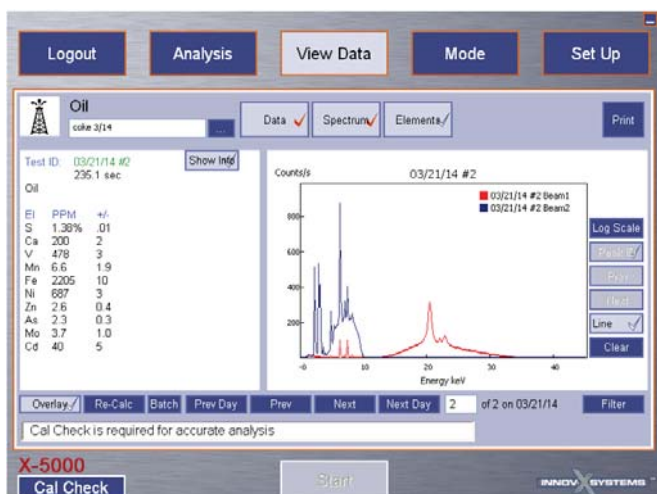 Logout Analysis View Data Mode Set Up
Oil
coke 3/14 ... Data Spectrum Elements Print
Test ID: 03/21/14 #2 Show Info
235.1 sec
Oil
El PPM +/-
S 1.38% .01
Ca 200 2
V 478 3
Mn 6.6 1.9
Fe 2205 10
Ni 687 3
Zn 2.6 0.4
As 2.3 0.3
Mo 3.7 1.0
Cd 40 5
Counts/s 03/21/14 #2
03/21/14 #2 Beam1
03/21/14 #2 Beam2
800-
600-
400-
200-
-0 10 20 30 40
Energy keV
Log Scale
Peak ID
Prev
Next
Line
Clear
Overlay Re-Calc Batch Prev Day Prev Next Next Day 2 of 2 on 03/21/14 Filter
Cal Check is required for accurate analysis
X-5000
Cal Check Start INNOVXSYSTEMS